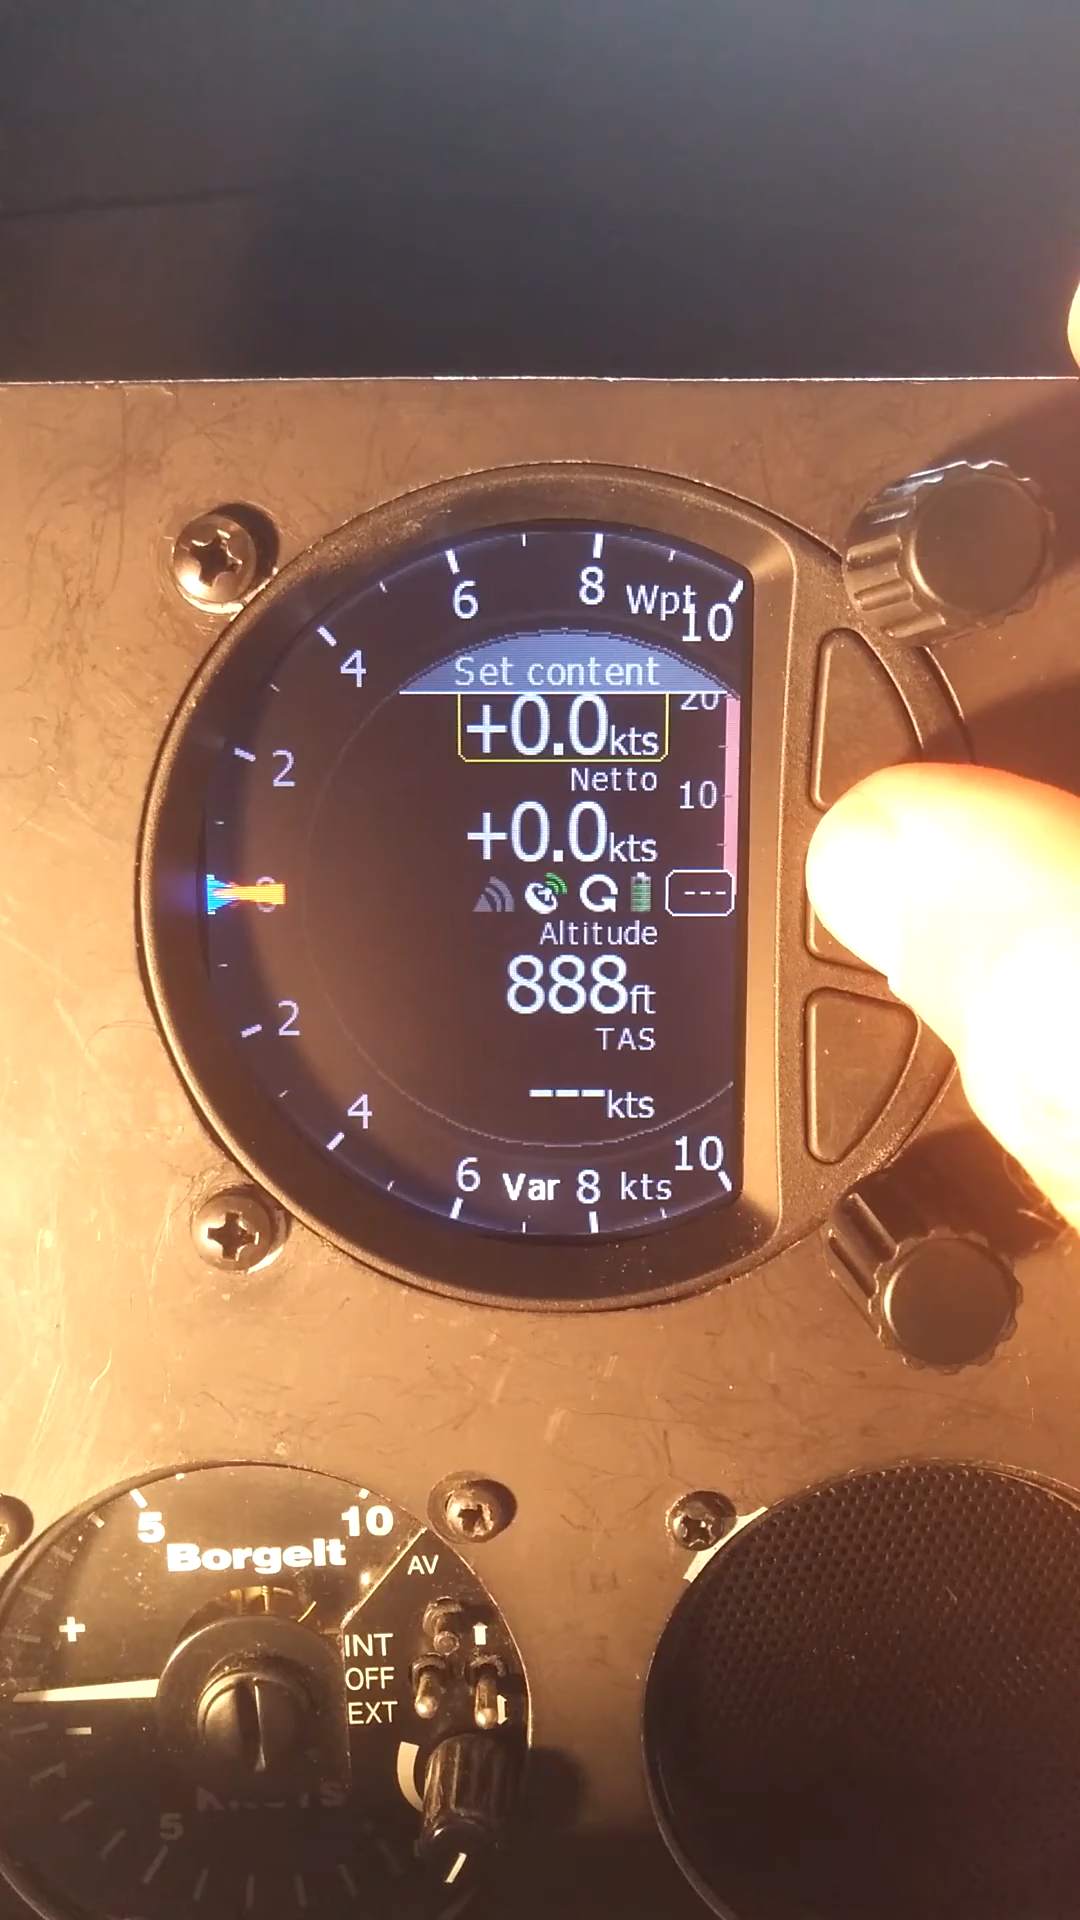 6
8
Wpt
10
4
Set content
20
+0.0kts
2
Netto
10
+0.0kts
0
---
Altitude
888ft
2
TAS
---kts
4
10
6
Var
8
kts
5
10
Borgelt
AV
+
INT
OFF
EXT
-
5